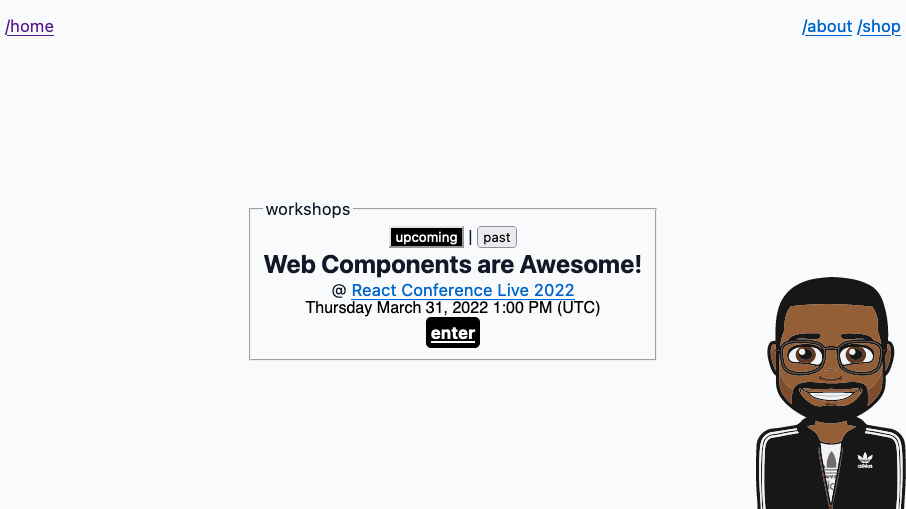 /home
/about /shop
workshops
upcoming | past
Web Components are Awesome!
@ React Conference Live 2022
Thursday March 31, 2022 1:00 PM (UTC)
enter
adidas